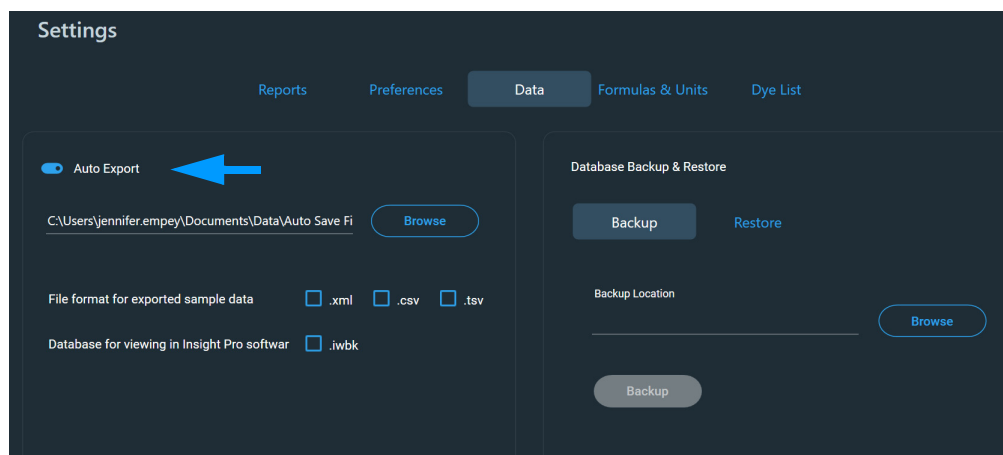 Settings
Reports Preferences Data Formulas & Units Dye List
Auto Export
C:\Users\jennifer.empey\Documents\Data\Auto Save Fi Browse
File format for exported sample data .xml .csv .tsv
Database for viewing in Insight Pro softwar .iwbk
Database Backup & Restore
Backup Restore
Backup Location
Browse
Backup